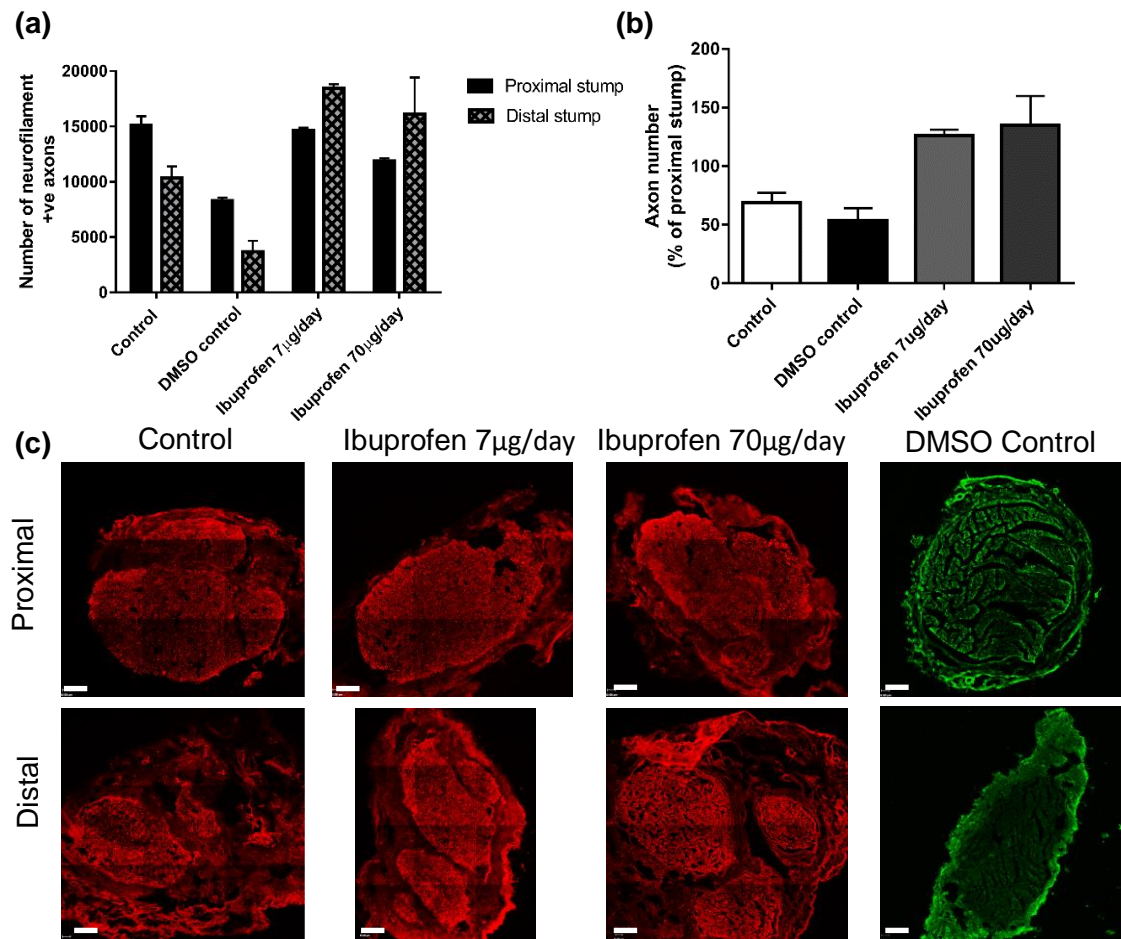 (a)
Number of neurofilament
+ve axons
20000
15000
10000
5000
0
Control
DMSO control
Ibuprofen 7μg/day
Ibuprofen 70μg/day
Proximal stump
Distal stump
(b)
Axon number
(% of proximal stump)
200
150
100
50
0
Control
DMSO control
Ibuprofen 7ug/day
Ibuprofen 70ug/day
(c)
Control
Ibuprofen 7μg/day
Ibuprofen 70μg/day
DMSO Control
Proximal
Distal